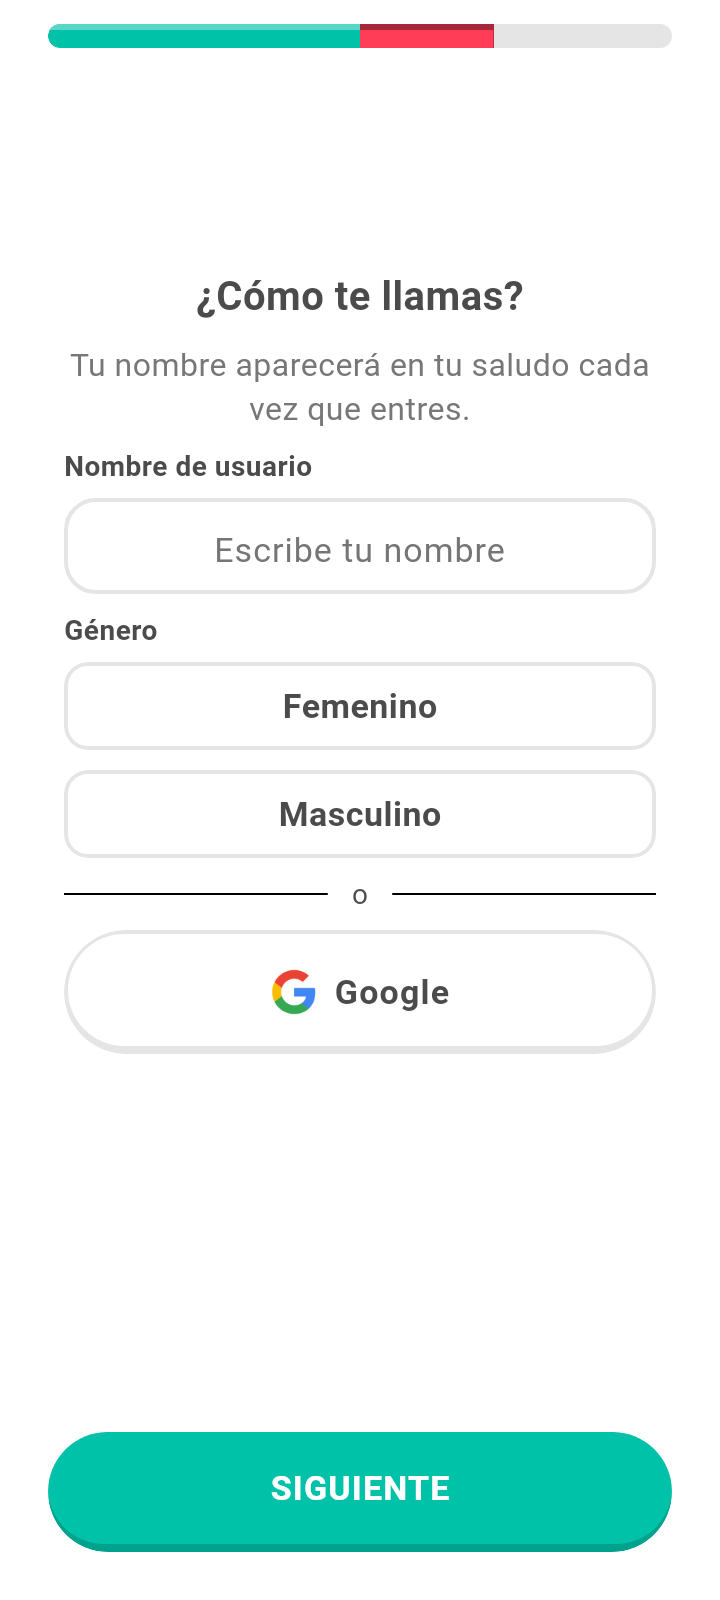 ¿Cómo te llamas?
Tu nombre aparecerá en tu saludo cada
vez que entres.
Nombre de usuario
Escribe tu nombre
Género
Femenino
Masculino
o
Google
SIGUIENTE